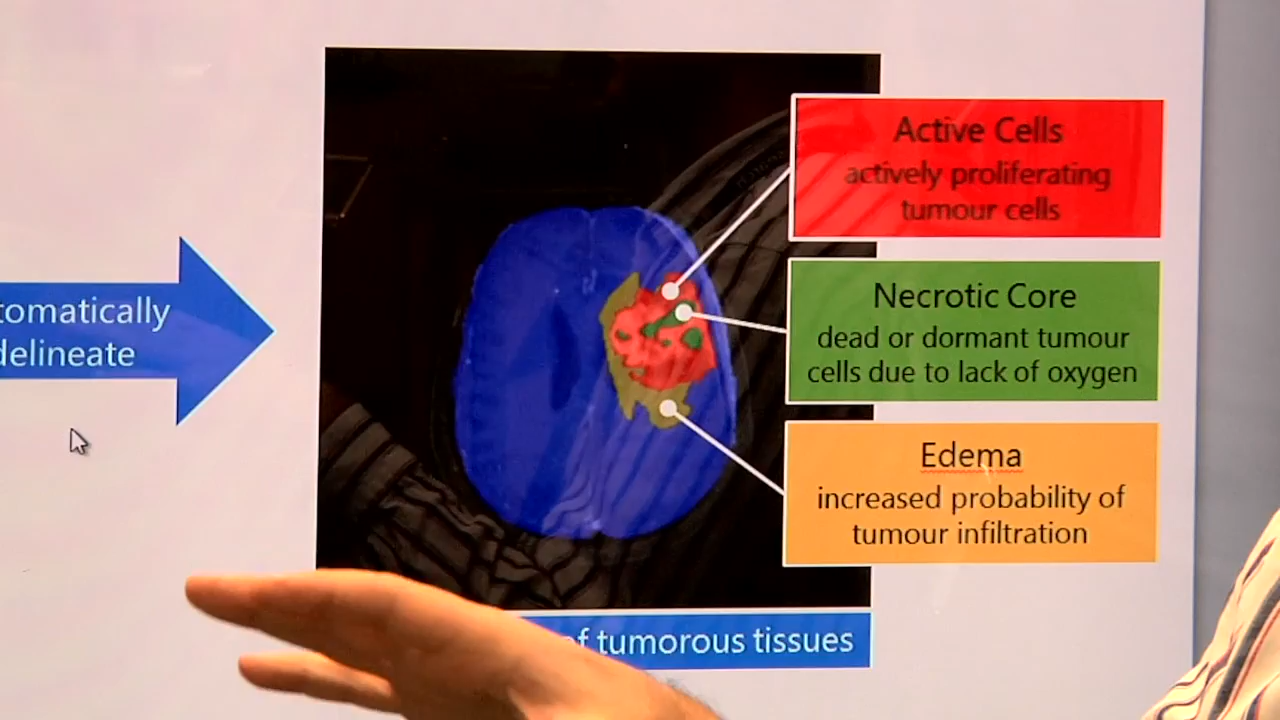 tomatically
delineate
Active Cells
actively proliferating
tumour cells
Necrotic Core
dead or dormant tumour
cells due to lack of oxygen
Edema
increased probability of
tumour infiltration
of tumorous tissues